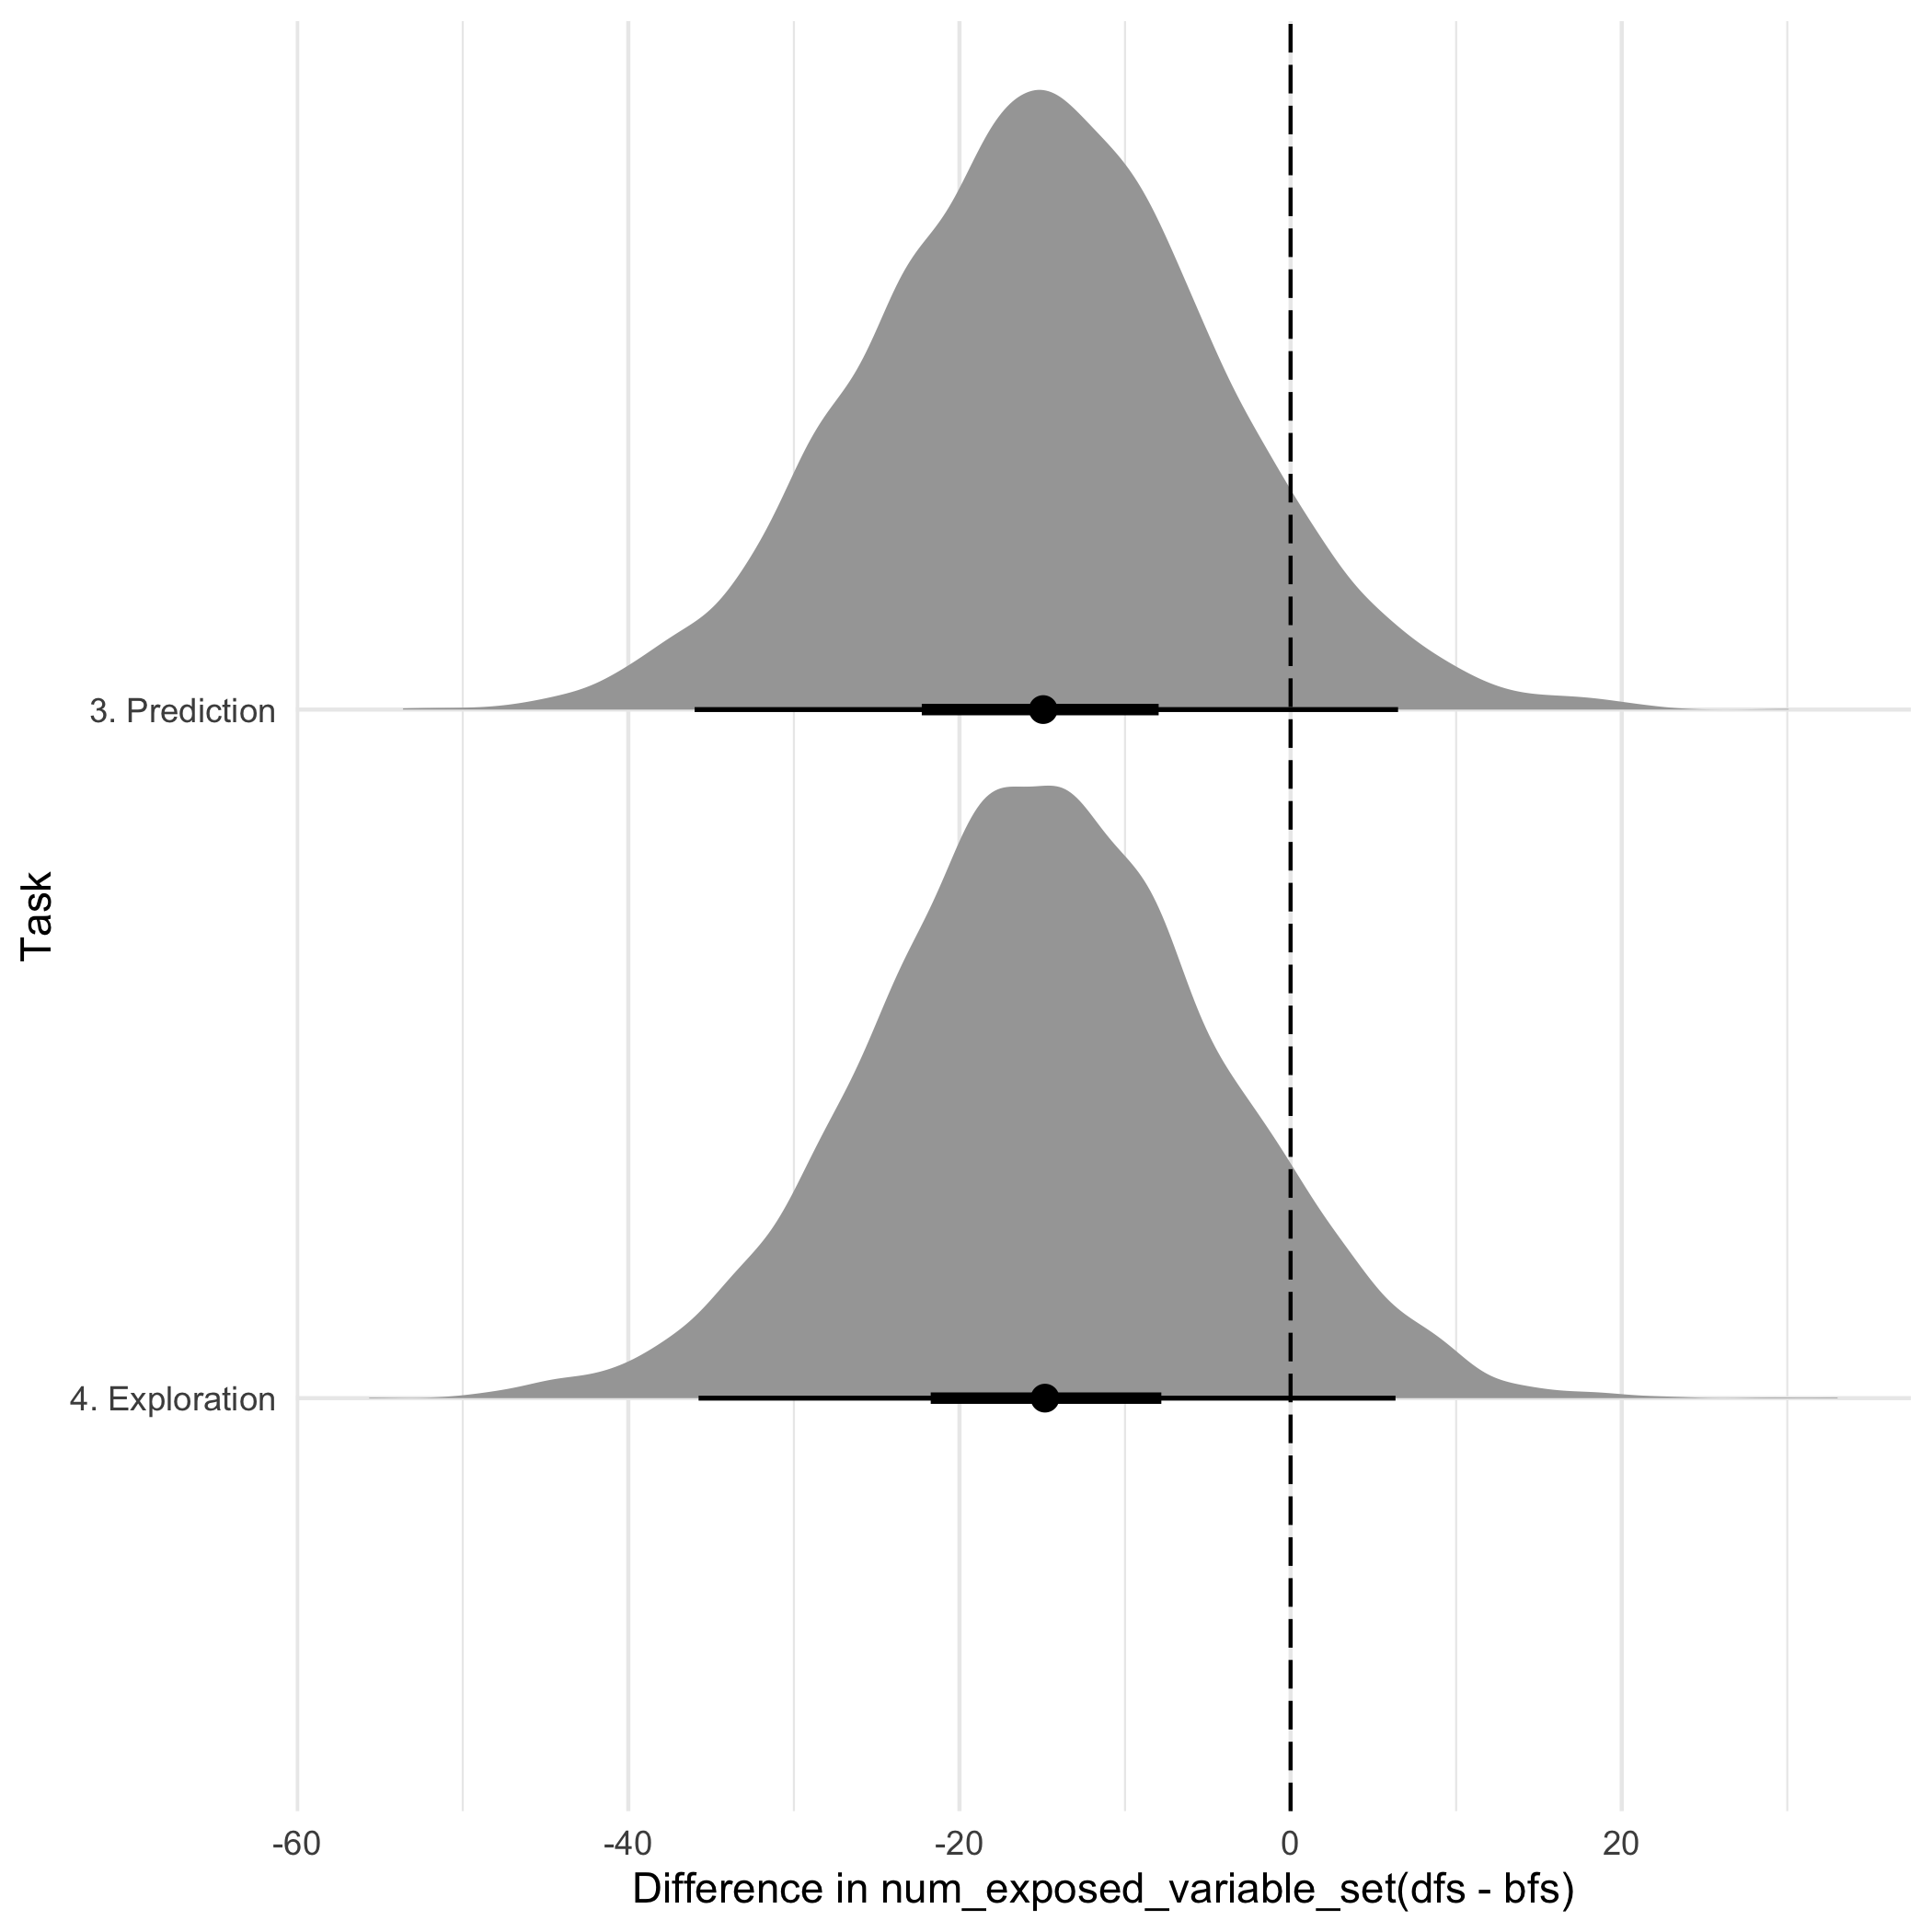 3. Prediction
Task
4. Exploration
-60 -40 -20 0 20
Difference in num_exposed_variable_set(dfs - bfs)